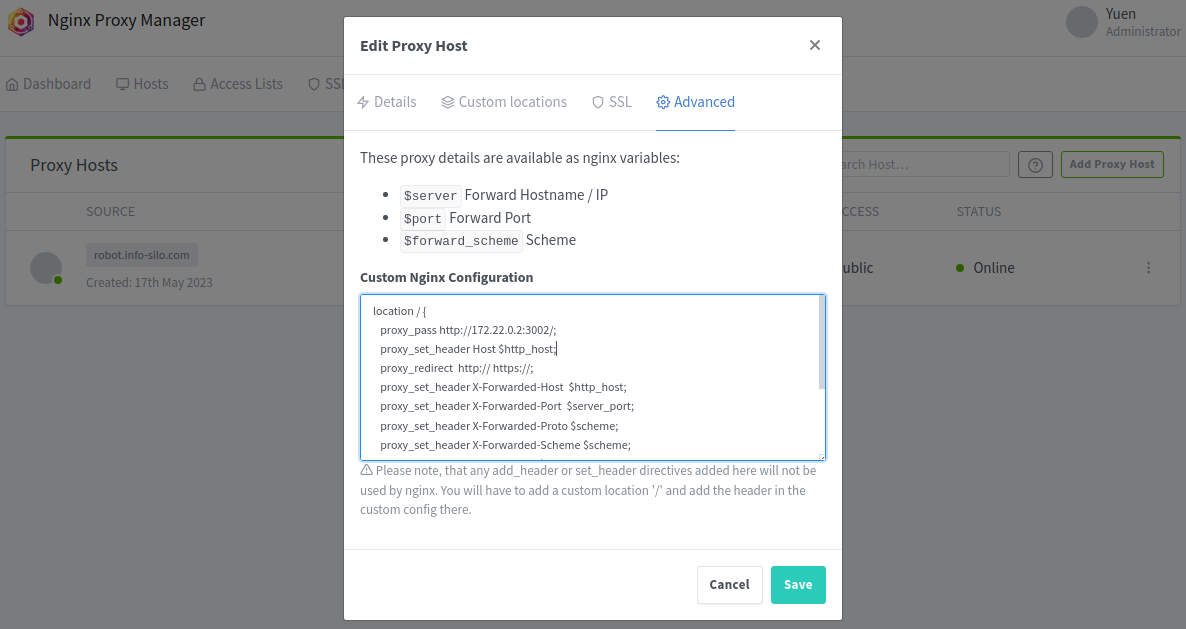 Nginx Proxy Manager
Yuen
Administrator
Dashboard
Hosts
Access Lists
SSL
Proxy Hosts
arch Host…
Add Proxy Host
SOURCE
CCESS
STATUS
robot.info-silo.com
Created: 17th May 2023
ublic
Online
Edit Proxy Host
Details
Custom locations
SSL
Advanced
These proxy details are available as nginx variables:
$server Forward Hostname / IP
$port Forward Port
$forward_scheme Scheme
Custom Nginx Configuration
location / {
proxy_pass http://172.22.0.2:3002/;
proxy_set_header Host $http_host;
proxy_redirect  http:// https://;
proxy_set_header X-Forwarded-Host  $http_host;
proxy_set_header X-Forwarded-Port  $server_port;
proxy_set_header X-Forwarded-Proto $scheme;
proxy_set_header X-Forwarded-Scheme $scheme;
Please note, that any add_header or set_header directives added here will not be
used by nginx. You will have to add a custom location '/' and add the header in the
custom config there.
Cancel
Save